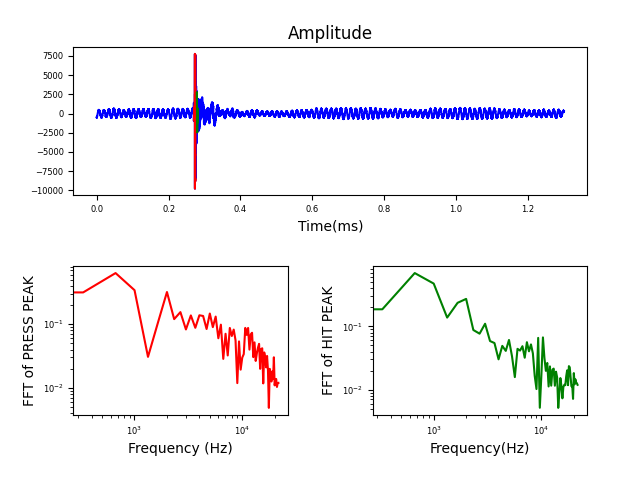 Amplitude
7500
5000
2500
0
−2500
−5000
−7500
−10000
0.0 0.2 0.4 0.6 0.8 1.0 1.2
Time(ms)
FFT of PRESS PEAK
10⁻¹
10⁻²
10³ 10⁴
Frequency (Hz)
FFT of HIT PEAK
10⁻¹
10⁻²
10³ 10⁴
Frequency(Hz)